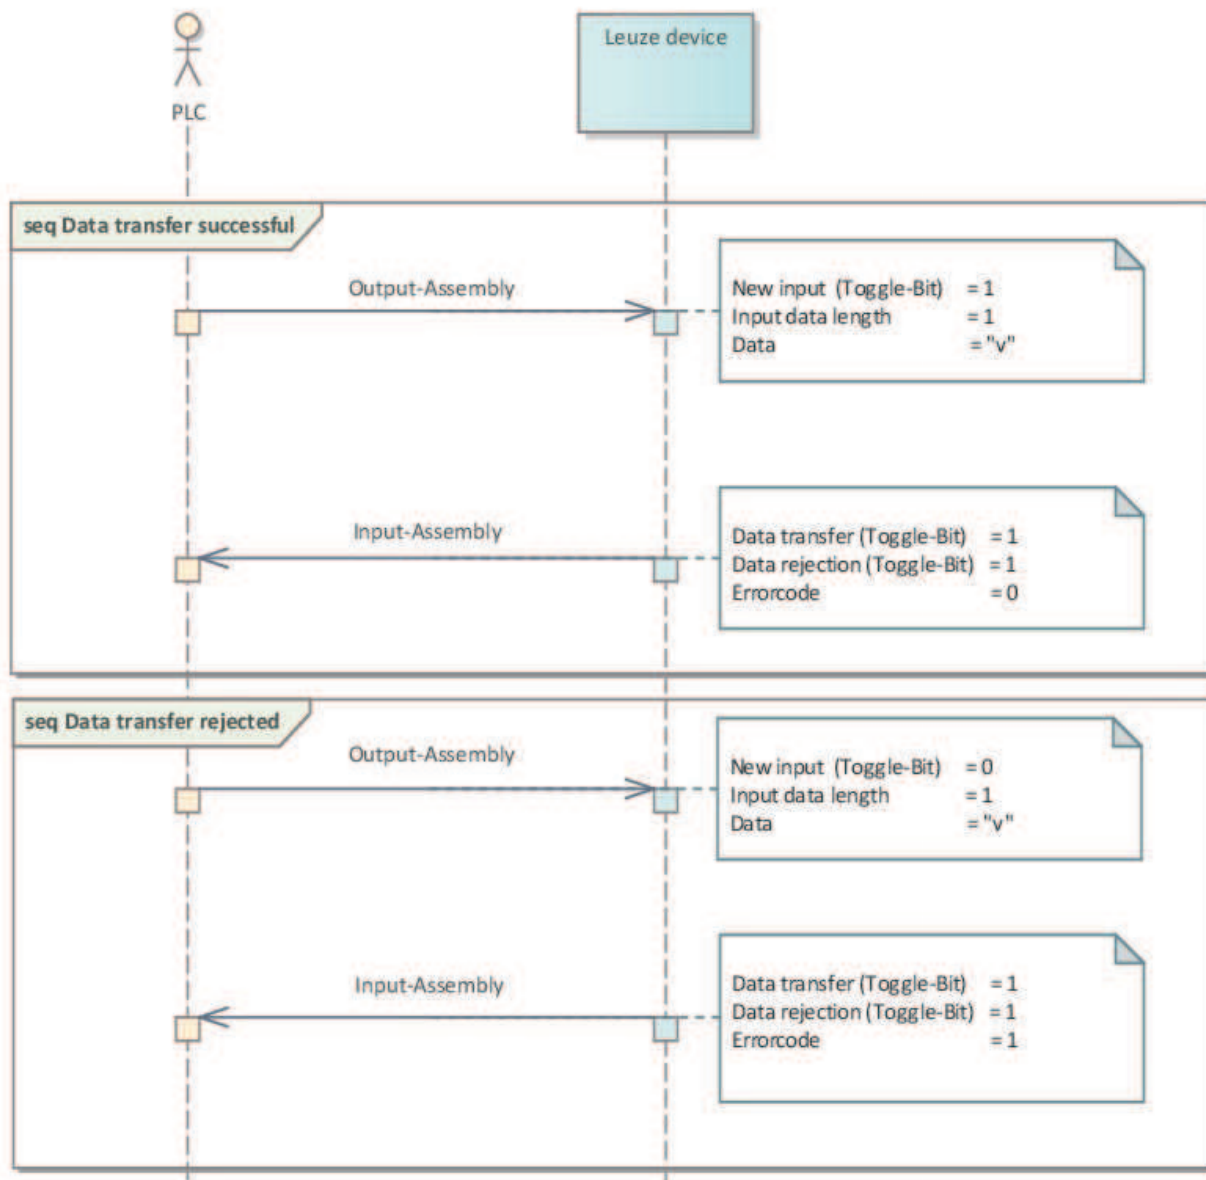 Leuze device
PLC
seq Data transfer successful
Output-Assembly
New input (Toggle-Bit) = 1
Input data length = 1
Data = "v"
Input-Assembly
Data transfer (Toggle-Bit) = 1
Data rejection (Toggle-Bit) = 1
Errorcode = 0
seq Data transfer rejected
Output-Assembly
New input (Toggle-Bit) = 0
Input data length = 1
Data = "v"
Input-Assembly
Data transfer (Toggle-Bit) = 1
Data rejection (Toggle-Bit) = 1
Errorcode = 1